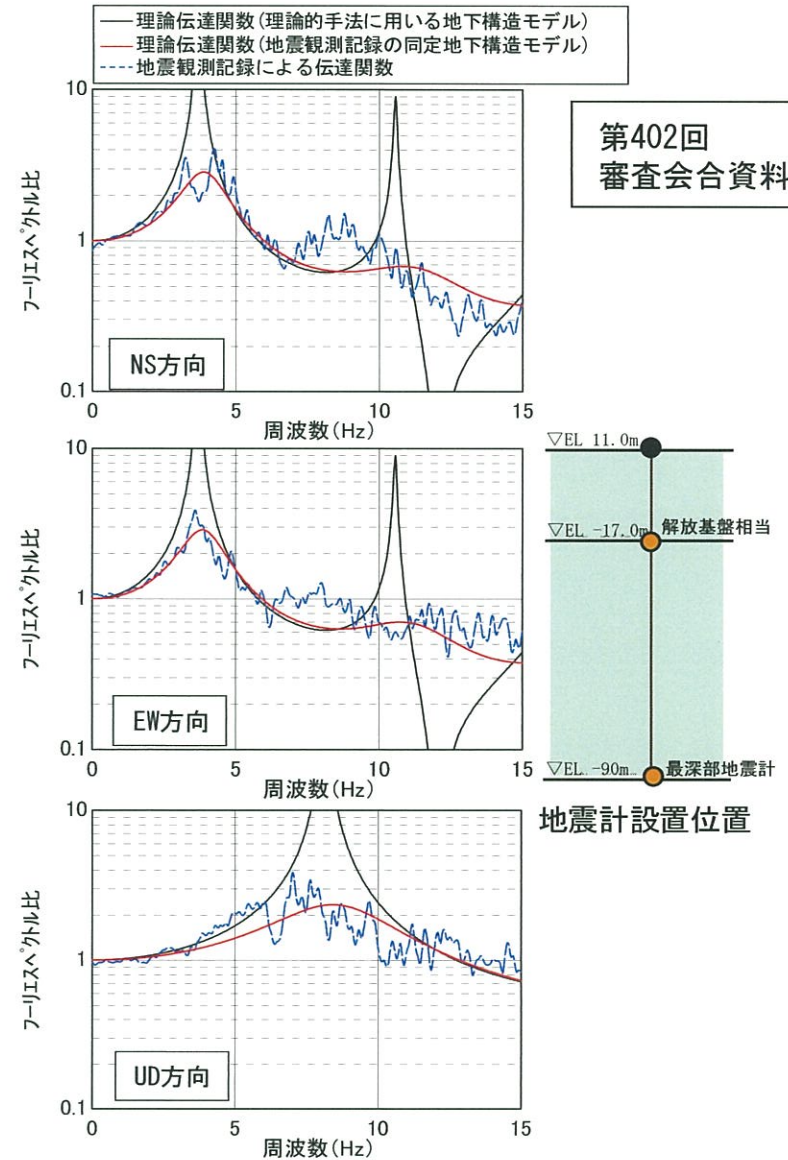 理論伝達関数(理論的手法に用いる地下構造モデル)
理論伝達関数(地震観測記録の同定地下構造モデル)
地震観測記録による伝達関数
第402回
審査会合資料
フーリエスペクトル比
10
1
0.1
NS方向
0 5 10 15
周波数(Hz)
フーリエスペクトル比
10
1
0.1
EW方向
0 5 10 15
周波数(Hz)
▽EL 11.0m
▽EL -17.0m 解放基盤相当
▽EL -90m 最深部地震計
地震計設置位置
フーリエスペクトル比
10
1
0.1
UD方向
0 5 10 15
周波数(Hz)